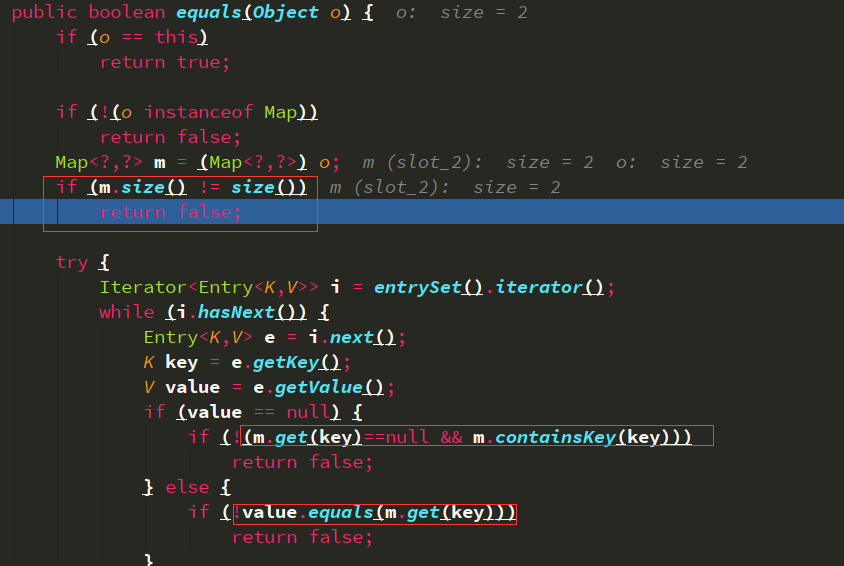 public boolean equals(Object o) { o: size = 2
if (o == this)
return true;
if (!(o instanceof Map))
return false;
Map<?,?> m = (Map<?,?>) o; m (slot_2): size = 2 o: size = 2
if (m.size() != size()) m (slot_2): size = 2
return false;
try {
Iterator<Entry<K,V>> i = entrySet().iterator();
while (i.hasNext()) {
Entry<K,V> e = i.next();
K key = e.getKey();
V value = e.getValue();
if (value == null) {
if (!(m.get(key)==null && m.containsKey(key)))
return false;
} else {
if (!value.equals(m.get(key)))
return false;
}